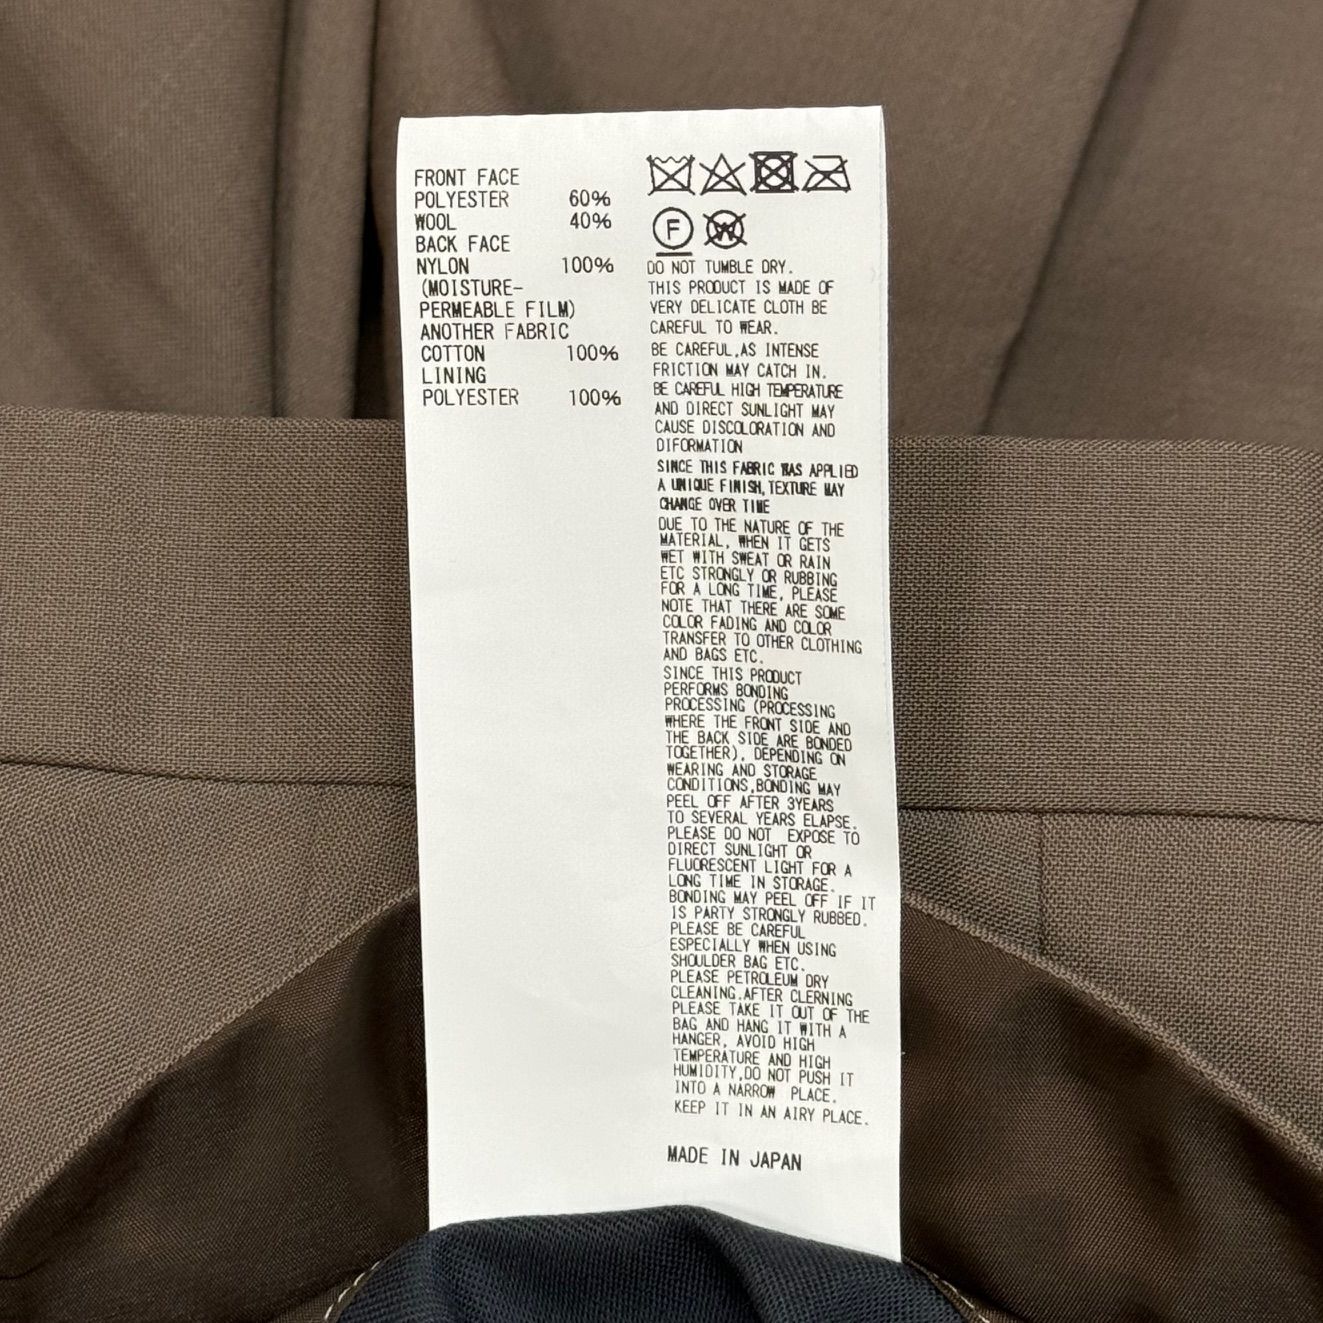 FRONT FACE
POLYESTER 60%
WOOL 40%
BACK FACE
NYLON 100%
(MOISTURE-
PERMEABLE FILM)
ANOTHER FABRIC
COTTON 100%
LINING
POLYESTER 100%
F W
DO NOT TUMBLE DRY.
THIS PRODUCT IS MADE OF
VERY DELICATE CLOTH BE
CAREFUL TO WEAR.
BE CAREFUL,AS INTENSE
FRICTION MAY CATCH IN.
BE CAREFUL HIGH TEMPERATURE
AND DIRECT SUNLIGHT MAY
CAUSE DISCOLORATION AND
DIFORMATION
SINCE THIS FABRIC WAS APPLIED
A UNIQUE FINISH,TEXTURE MAY
CHANGE OVER TIME
DUE TO THE NATURE OF THE
MATERIAL, WHEN IT GETS
WET WITH SWEAT OR RAIN
ETC STRONGLY OR RUBBING
FOR A LONG TIME, PLEASE
NOTE THAT THERE ARE SOME
COLOR FADING AND COLOR
TRANSFER TO OTHER CLOTHING
AND BAGS ETC.
SINCE THIS PRODUCT
PERFORMS BONDING
PROCESSING (PROCESSING
WHERE THE FRONT SIDE AND
THE BACK SIDE ARE BONDED
TOGETHER), DEPENDING ON
WEARING AND STORAGE
CONDITIONS,BONDING MAY
PEEL OFF AFTER 3YEARS
TO SEVERAL YEARS ELAPSE.
PLEASE DO NOT EXPOSE TO
DIRECT SUNLIGHT OR
FLUORESCENT LIGHT FOR A
LONG TIME IN STORAGE.
BONDING MAY PEEL OFF IF IT
IS PARTY STRONGLY RUBBED.
PLEASE BE CAREFUL
ESPECIALLY WHEN USING
SHOULDER BAG ETC.
PLEASE PETROLEUM DRY
CLEANING.AFTER CLERNING
PLEASE TAKE IT OUT OF THE
BAG AND HANG IT WITH A
HANGER, AVOID HIGH
TEMPERATURE AND HIGH
HUMIDITY,DO NOT PUSH IT
INTO A NARROW PLACE.
KEEP IT IN AN AIRY PLACE.
MADE IN JAPAN